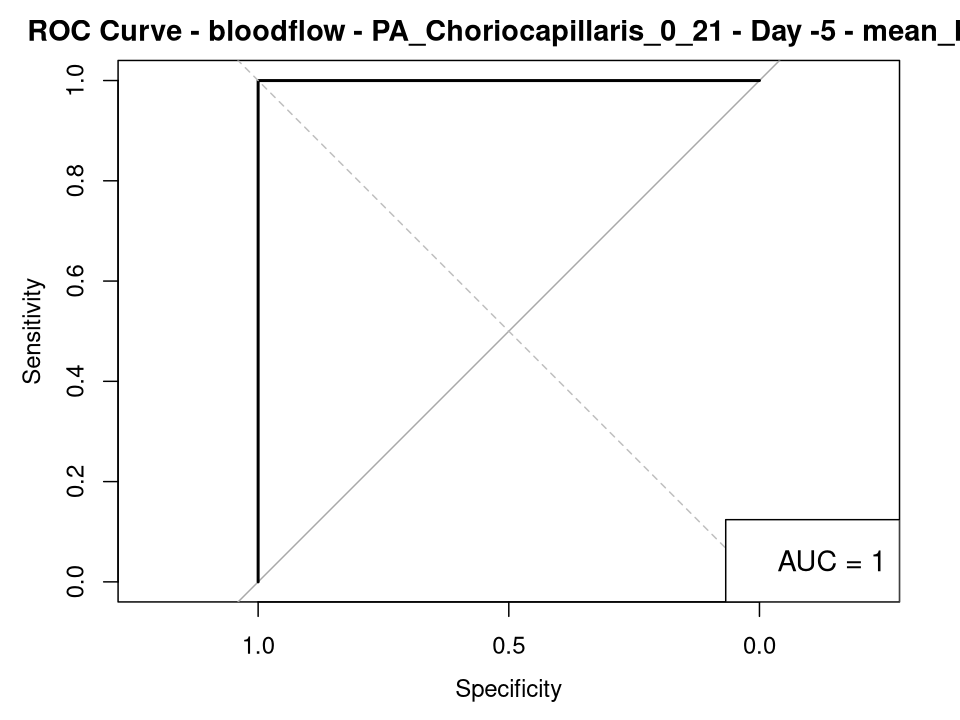 ROC Curve - bloodflow - PA_Choriocapillaris_0_21 - Day -5 - mean_
1.0
0.8
0.6
0.4
0.2
0.0
Sensitivity
AUC = 1
1.0 0.5 0.0
Specificity